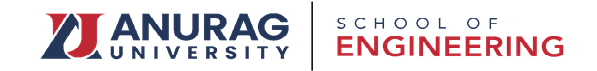 ANURAG
UNIVERSITY
SCHOOL OF
ENGINEERING